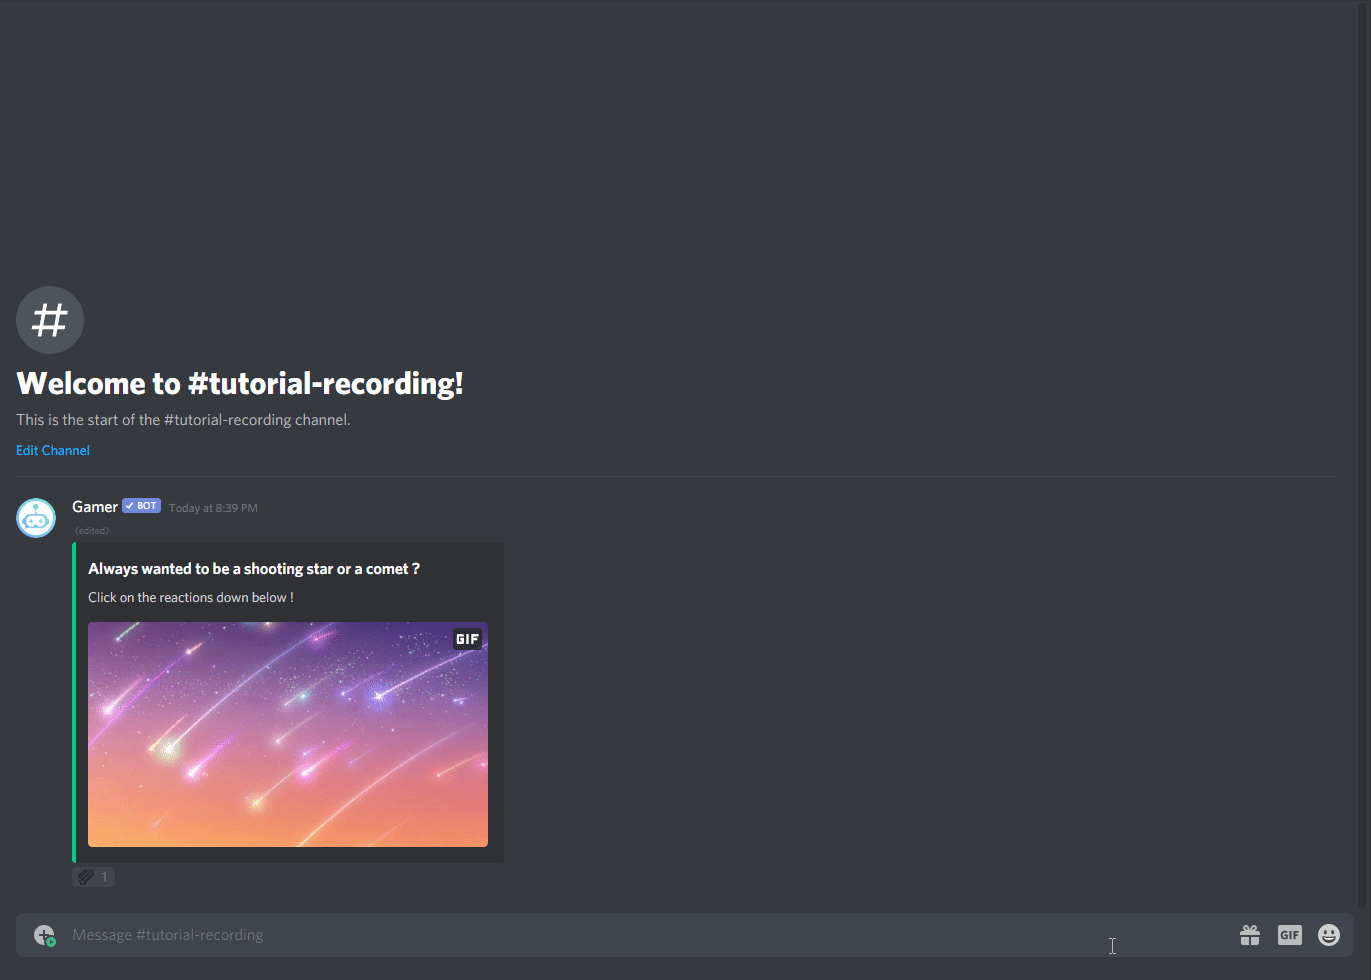 #
Welcome to #tutorial-recording!
This is the start of the #tutorial-recording channel.
Edit Channel
Gamer ✓ BOT Today at 8:39 PM
(edited)
Always wanted to be a shooting star or a comet ?
Click on the reactions down below !
GIF
1
Message #tutorial-recording GIF